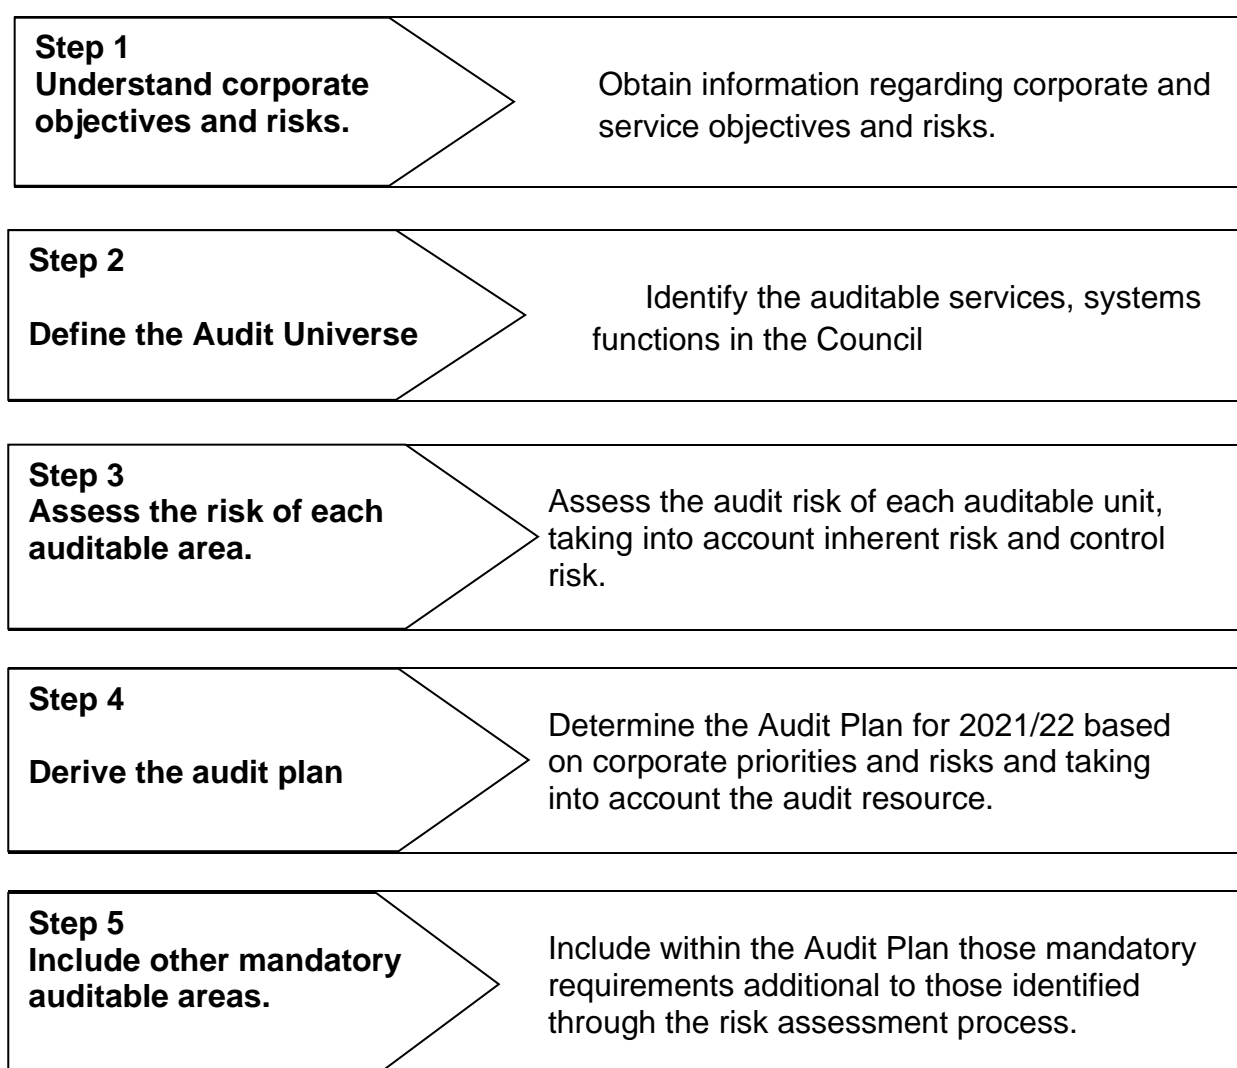 Step 1
Understand corporate
objectives and risks.
Obtain information regarding corporate and
service objectives and risks.
Step 2
Define the Audit Universe
Identify the auditable services, systems
functions in the Council
Step 3
Assess the risk of each
auditable area.
Assess the audit risk of each auditable unit,
taking into account inherent risk and control
risk.
Step 4
Derive the audit plan
Determine the Audit Plan for 2021/22 based
on corporate priorities and risks and taking
into account the audit resource.
Step 5
Include other mandatory
auditable areas.
Include within the Audit Plan those mandatory
requirements additional to those identified
through the risk assessment process.